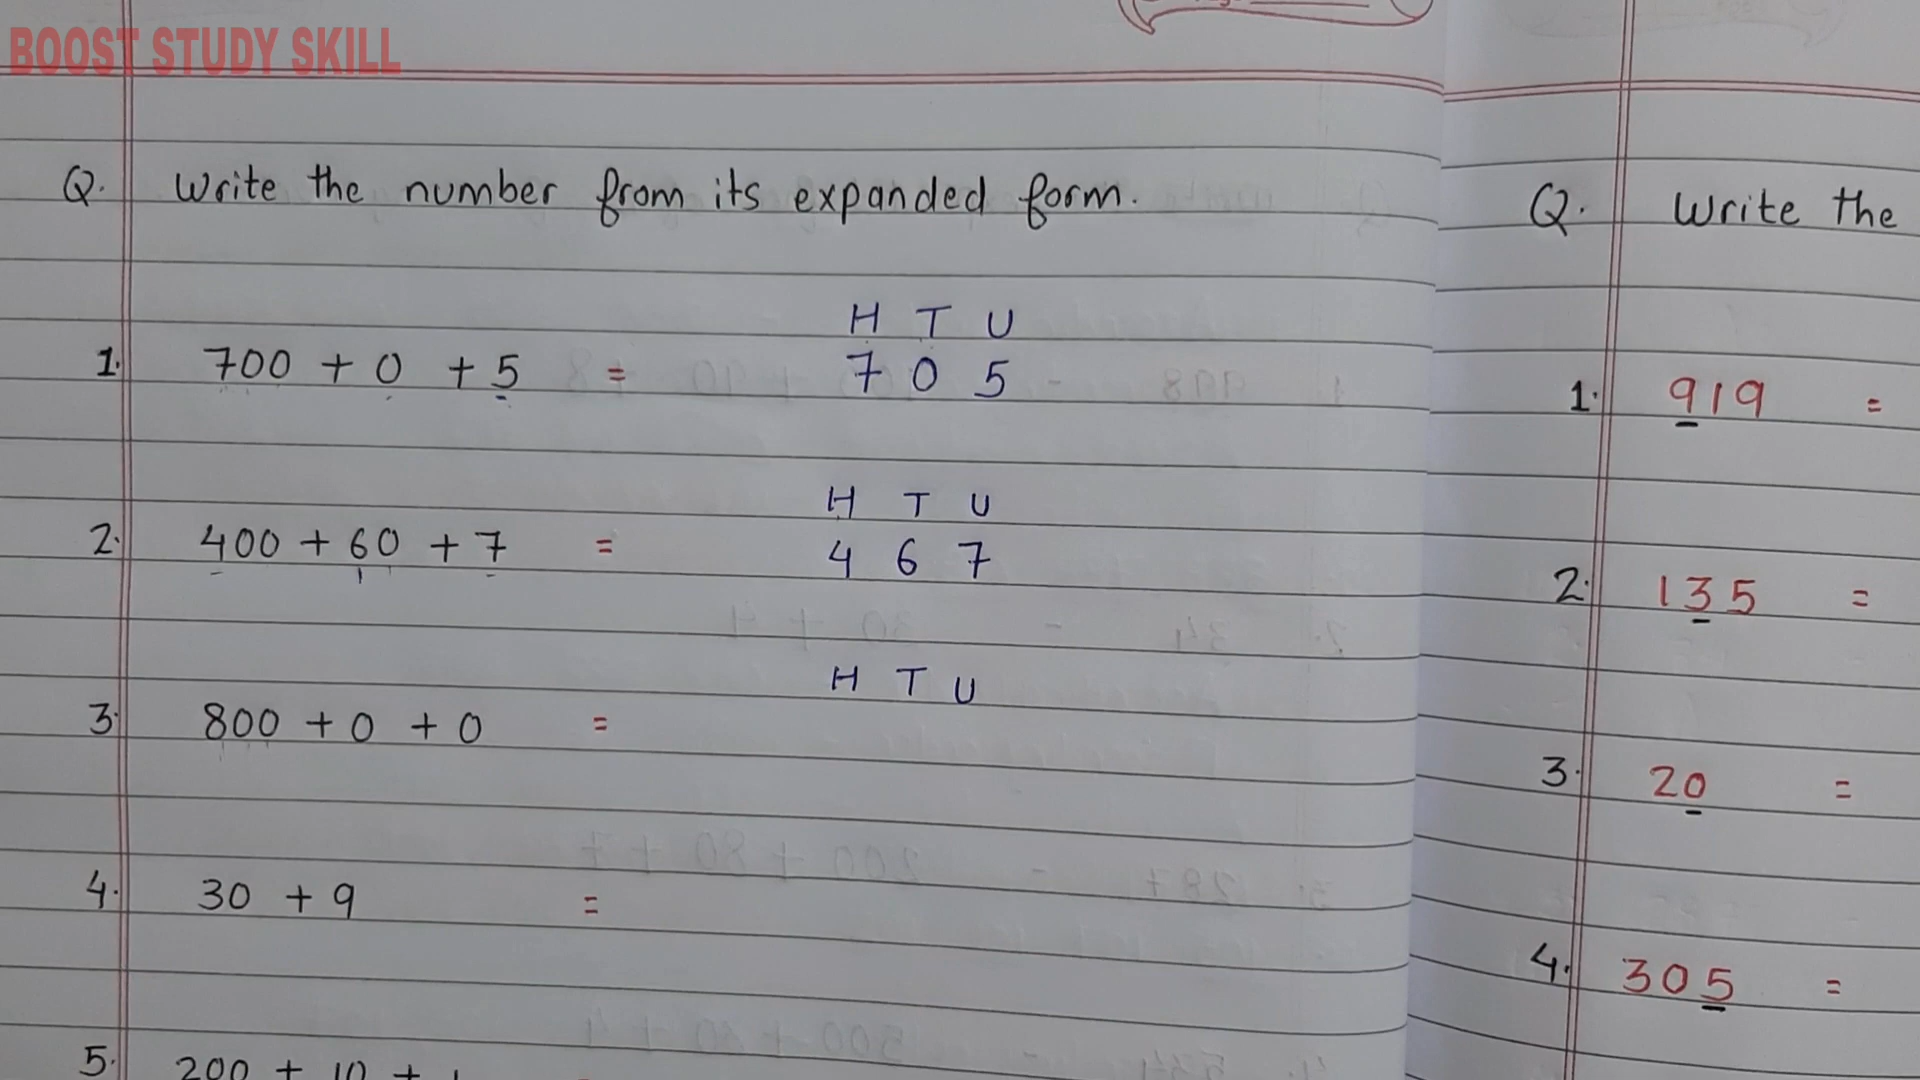 BOOST STUDY SKILL
Q. Write the number from its expanded form.
H T U
1. 700 + 0 + 5 = 7 0 5
H T U
2. 400 + 60 + 7 = 4 6 7
H T U
3. 800 + 0 + 0 =
4. 30 + 9 =
5. 200 + 10 +
Q. Write the
1. 919 =
2. 135 =
3. 20 =
4. 305 =